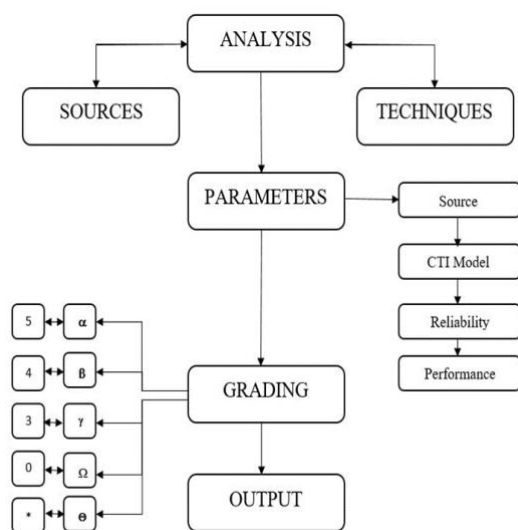 ANALYSIS
SOURCES
TECHNIQUES
PARAMETERS
Source
CTI Model
Reliability
Performance
5 α
4 β
3 γ
0 Ω
* Θ
GRADING
OUTPUT